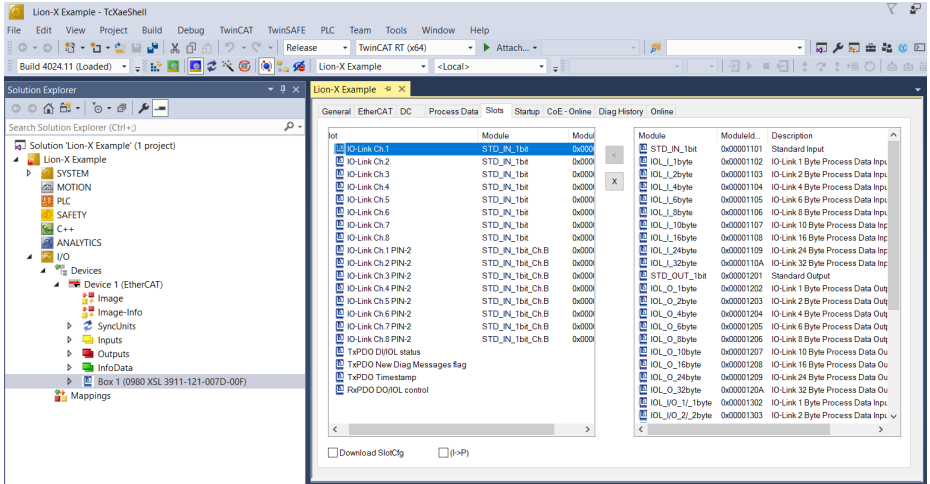 Lion-X Example - TcXaeShell
File Edit View Project Build Debug TwinCAT TwinSAFE PLC Team Tools Window Help
Release TwinCAT RT (x64) Attach...
Build 4024.11 (Loaded) Lion-X Example <Local>
Solution Explorer
Search Solution Explorer (Ctrl+;)
Solution 'Lion-X Example' (1 project)
Lion-X Example
SYSTEM
MOTION
PLC
SAFETY
C++
ANALYTICS
I/O
Devices
Device 1 (EtherCAT)
Image
Image-Info
SyncUnits
Inputs
Outputs
InfoData
Box 1 (0980 XSL 3911-121-007D-00F)
Mappings
Lion-X Example
General EtherCAT DC Process Data Slots Startup CoE - Online Diag History Online
lot Module Modul
IO-Link Ch.1 STD_IN_1bit 0x000
IO-Link Ch.2 STD_IN_1bit 0x000
IO-Link Ch.3 STD_IN_1bit 0x000
IO-Link Ch.4 STD_IN_1bit 0x000
IO-Link Ch.5 STD_IN_1bit 0x000
IO-Link Ch.6 STD_IN_1bit 0x000
IO-Link Ch.7 STD_IN_1bit 0x000
IO-Link Ch.8 STD_IN_1bit 0x000
IO-Link Ch.1 PIN-2 STD_IN_1bit_Ch.B 0x000
IO-Link Ch.2 PIN-2 STD_IN_1bit_Ch.B 0x000
IO-Link Ch.3 PIN-2 STD_IN_1bit_Ch.B 0x000
IO-Link Ch.4 PIN-2 STD_IN_1bit_Ch.B 0x000
IO-Link Ch.5 PIN-2 STD_IN_1bit_Ch.B 0x000
IO-Link Ch.6 PIN-2 STD_IN_1bit_Ch.B 0x000
IO-Link Ch.7 PIN-2 STD_IN_1bit_Ch.B 0x000
IO-Link Ch.8 PIN-2 STD_IN_1bit_Ch.B 0x000
TxPDO DI/IOL status
TxPDO New Diag Messages flag
TxPDO Timestamp
RxPDO DO/IOL control
<
X
Module ModuleId... Description
STD_IN_1bit 0x00001101 Standard Input
IOL_I_1byte 0x00001102 IO-Link 1 Byte Process Data Inpu
IOL_I_2byte 0x00001103 IO-Link 2 Byte Process Data Inpu
IOL_I_4byte 0x00001104 IO-Link 4 Byte Process Data Inpu
IOL_I_6byte 0x00001105 IO-Link 6 Byte Process Data Inpu
IOL_I_8byte 0x00001106 IO-Link 8 Byte Process Data Inpu
IOL_I_10byte 0x00001107 IO-Link 10 Byte Process Data Inp
IOL_I_16byte 0x00001108 IO-Link 16 Byte Process Data Inp
IOL_I_24byte 0x00001109 IO-Link 24 Byte Process Data Inp
IOL_I_32byte 0x0000110A IO-Link 32 Byte Process Data Inp
STD_OUT_1bit 0x00001201 Standard Output
IOL_O_1byte 0x00001202 IO-Link 1 Byte Process Data Outp
IOL_O_2byte 0x00001203 IO-Link 2 Byte Process Data Outp
IOL_O_4byte 0x00001204 IO-Link 4 Byte Process Data Outp
IOL_O_6byte 0x00001205 IO-Link 6 Byte Process Data Outp
IOL_O_8byte 0x00001206 IO-Link 8 Byte Process Data Outp
IOL_O_10byte 0x00001207 IO-Link 10 Byte Process Data Ou
IOL_O_16byte 0x00001208 IO-Link 16 Byte Process Data Ou
IOL_O_24byte 0x00001209 IO-Link 24 Byte Process Data Ou
IOL_O_32byte 0x0000120A IO-Link 32 Byte Process Data Ou
IOL_I/O_1/_1byte 0x00001302 IO-Link 1 Byte Process Data Inpu
IOL_I/O_2/_2byte 0x00001303 IO-Link 2 Byte Process Data Inpu
Download SlotCfg (I->P)